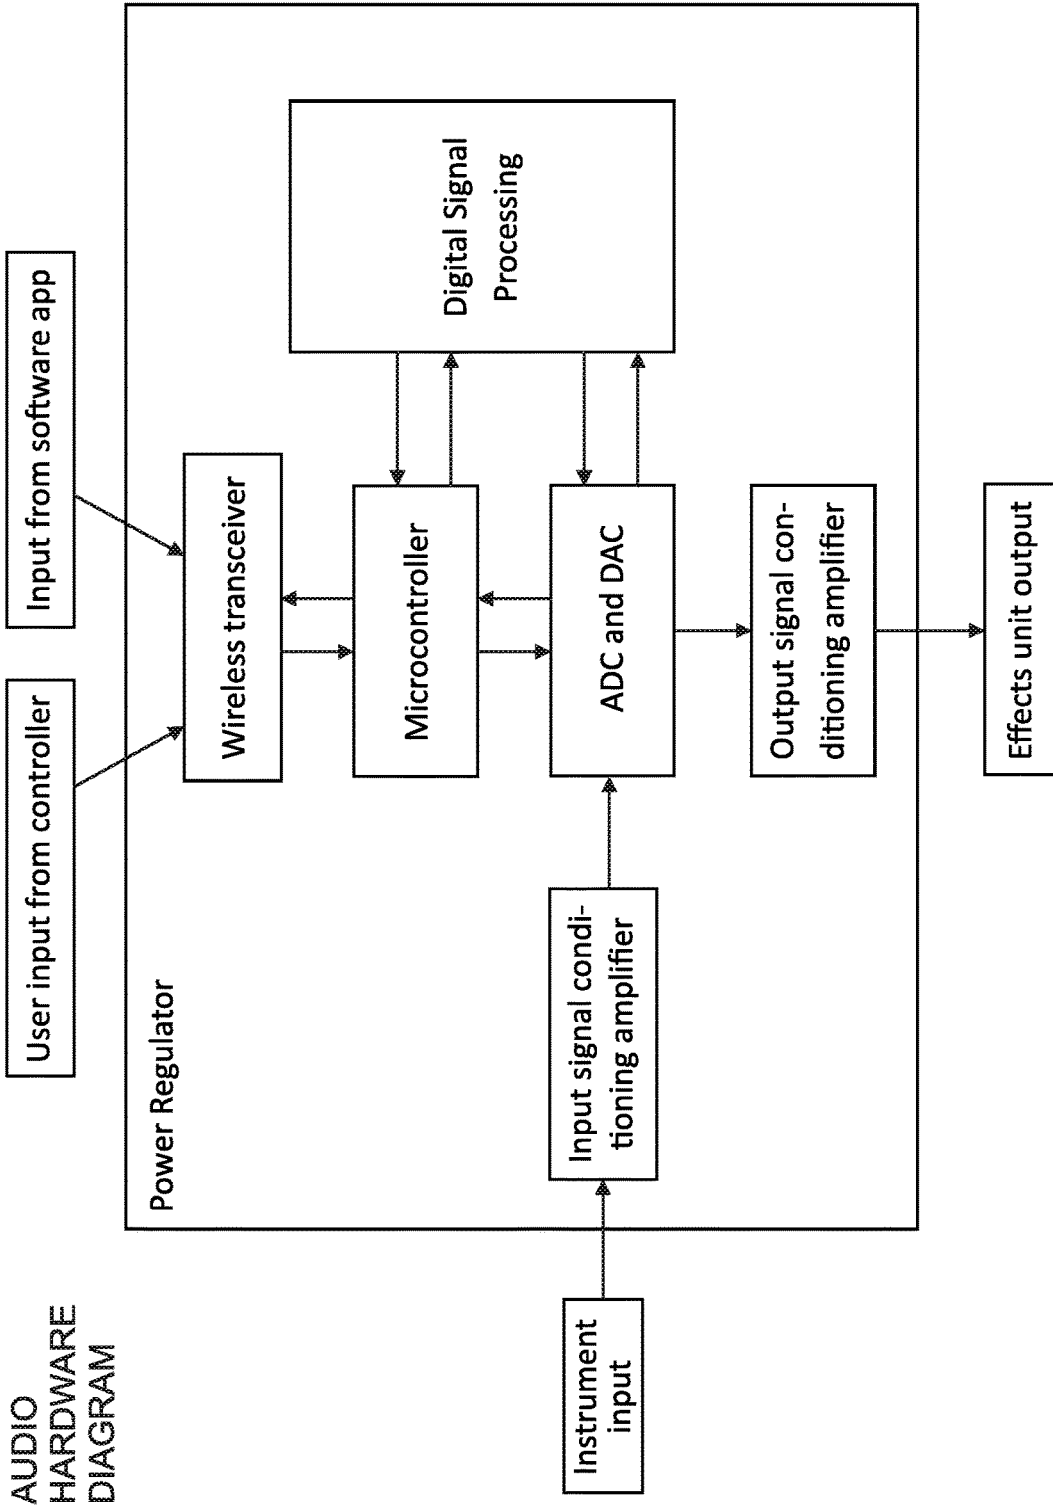 AUDIO
HARDWARE
DIAGRAM
User input from controller
Input from software app
Power Regulator
Wireless transceiver
Microcontroller
Digital Signal
Processing
Instrument
input
Input signal condi-
tioning amplifier
ADC and DAC
Output signal con-
ditioning amplifier
Effects unit output